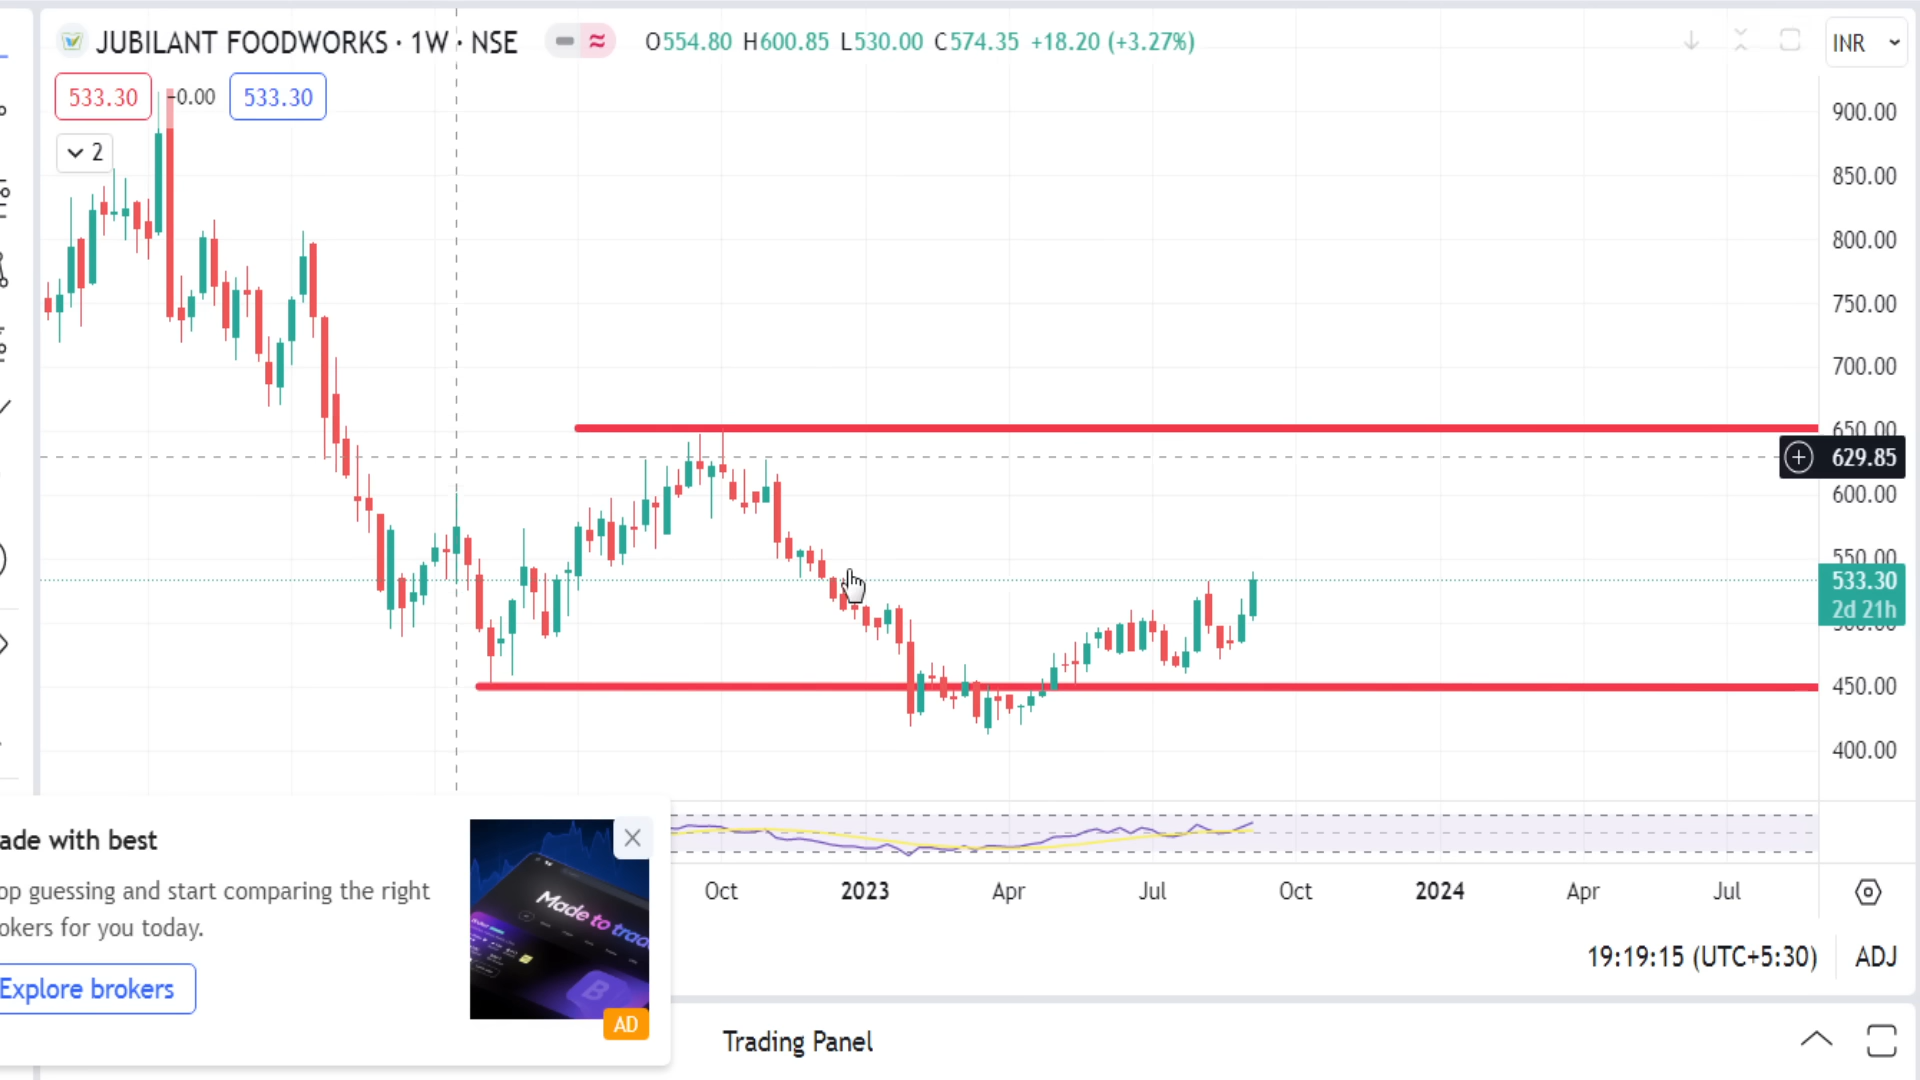 JUBILANT FOODWORKS · 1W · NSE
O554.80 H600.85 L530.00 C574.35 +18.20 (+3.27%)
INR
533.30
-0.00
533.30
2
900.00
850.00
800.00
750.00
700.00
650.00
629.85
600.00
550.00
533.30
2d 21h
500.00
450.00
400.00
ade with best
op guessing and start comparing the right
okers for you today.
Explore brokers
Made to trad
B
AD
Oct 2023 Apr Jul Oct 2024 Apr Jul
19:19:15 (UTC+5:30) ADJ
Trading Panel